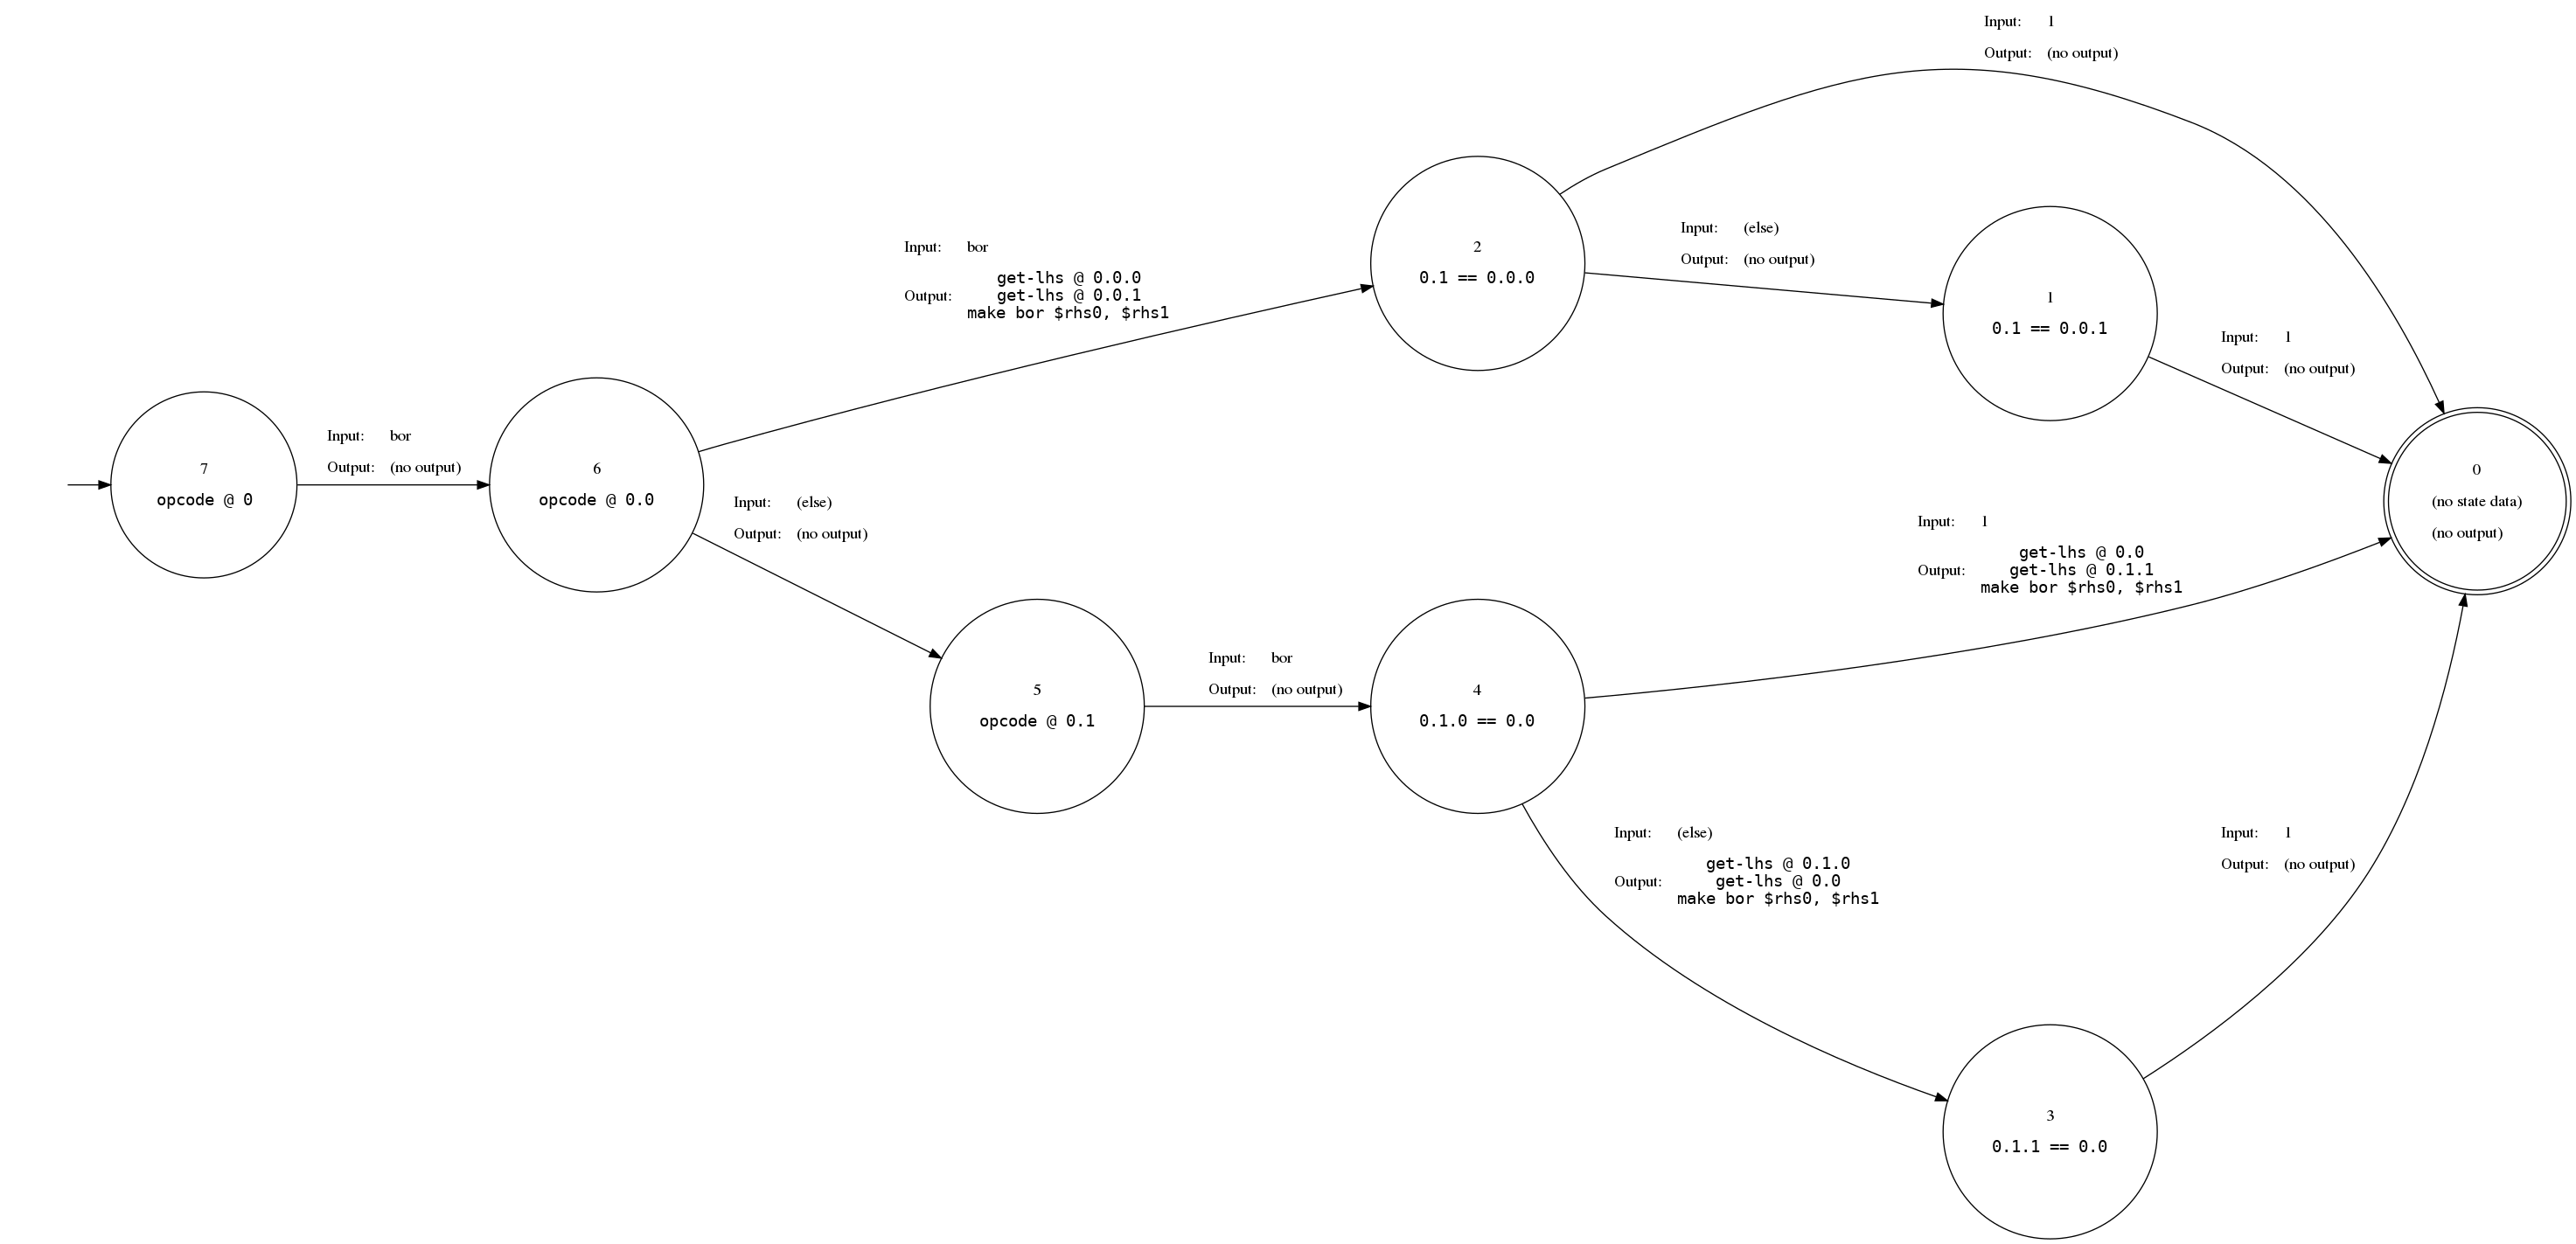 Input: 1
Output: (no output)
Input: (else)
Output: (no output)
2
0.1 == 0.0.0
Input: bor
Output: get-lhs @ 0.0.0
get-lhs @ 0.0.1
make bor $rhs0, $rhs1
1
0.1 == 0.0.1
Input: 1
Output: (no output)
Input: bor
Output: (no output)
7
opcode @ 0
6
opcode @ 0.0
0
(no state data)
(no output)
Input: (else)
Output: (no output)
Input: 1
Output: get-lhs @ 0.0
get-lhs @ 0.1.1
make bor $rhs0, $rhs1
Input: bor
Output: (no output)
5
opcode @ 0.1
4
0.1.0 == 0.0
Input: (else)
Output: get-lhs @ 0.1.0
get-lhs @ 0.0
make bor $rhs0, $rhs1
Input: 1
Output: (no output)
3
0.1.1 == 0.0